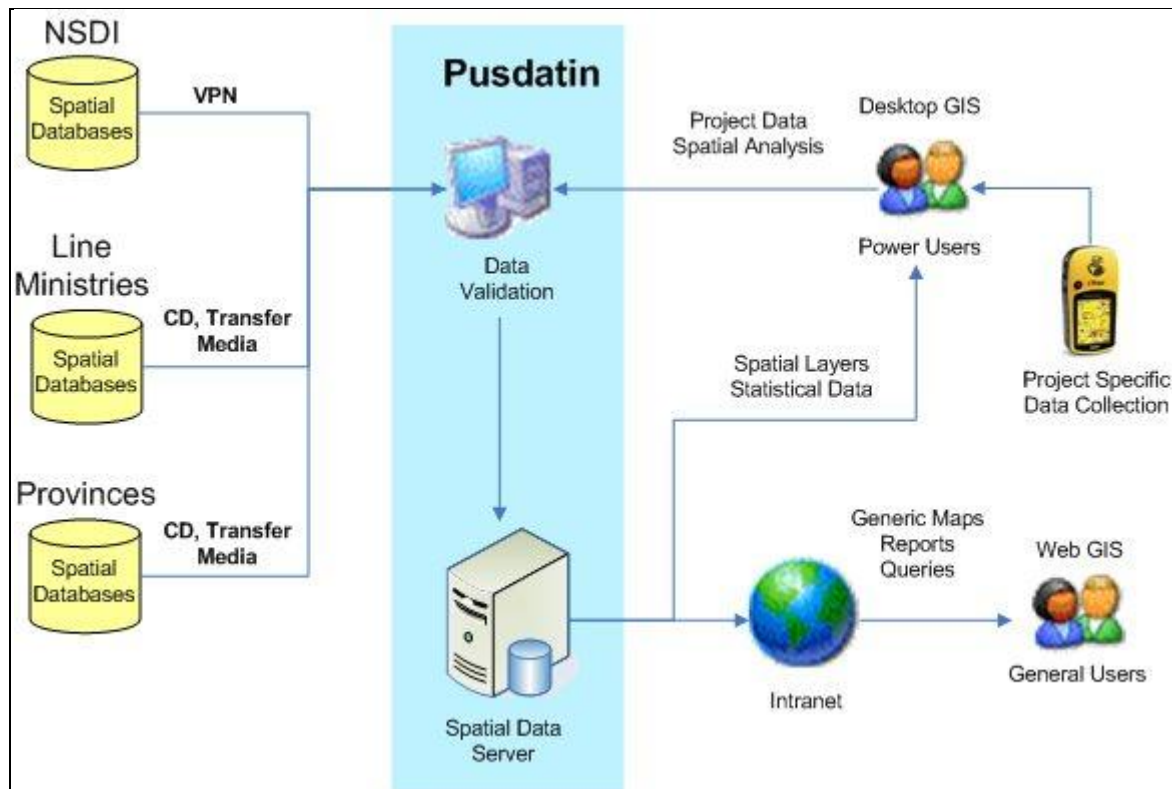 NSDI
Spatial
Databases
VPN
Line
Ministries
Spatial
Databases
CD, Transfer
Media
Provinces
Spatial
Databases
CD, Transfer
Media
Pusdatin
Data
Validation
Spatial Data
Server
Project Data
Spatial Analysis
Desktop GIS
Power Users
Project Specific
Data Collection
Spatial Layers
Statistical Data
Intranet
Generic Maps
Reports
Queries
Web GIS
General Users